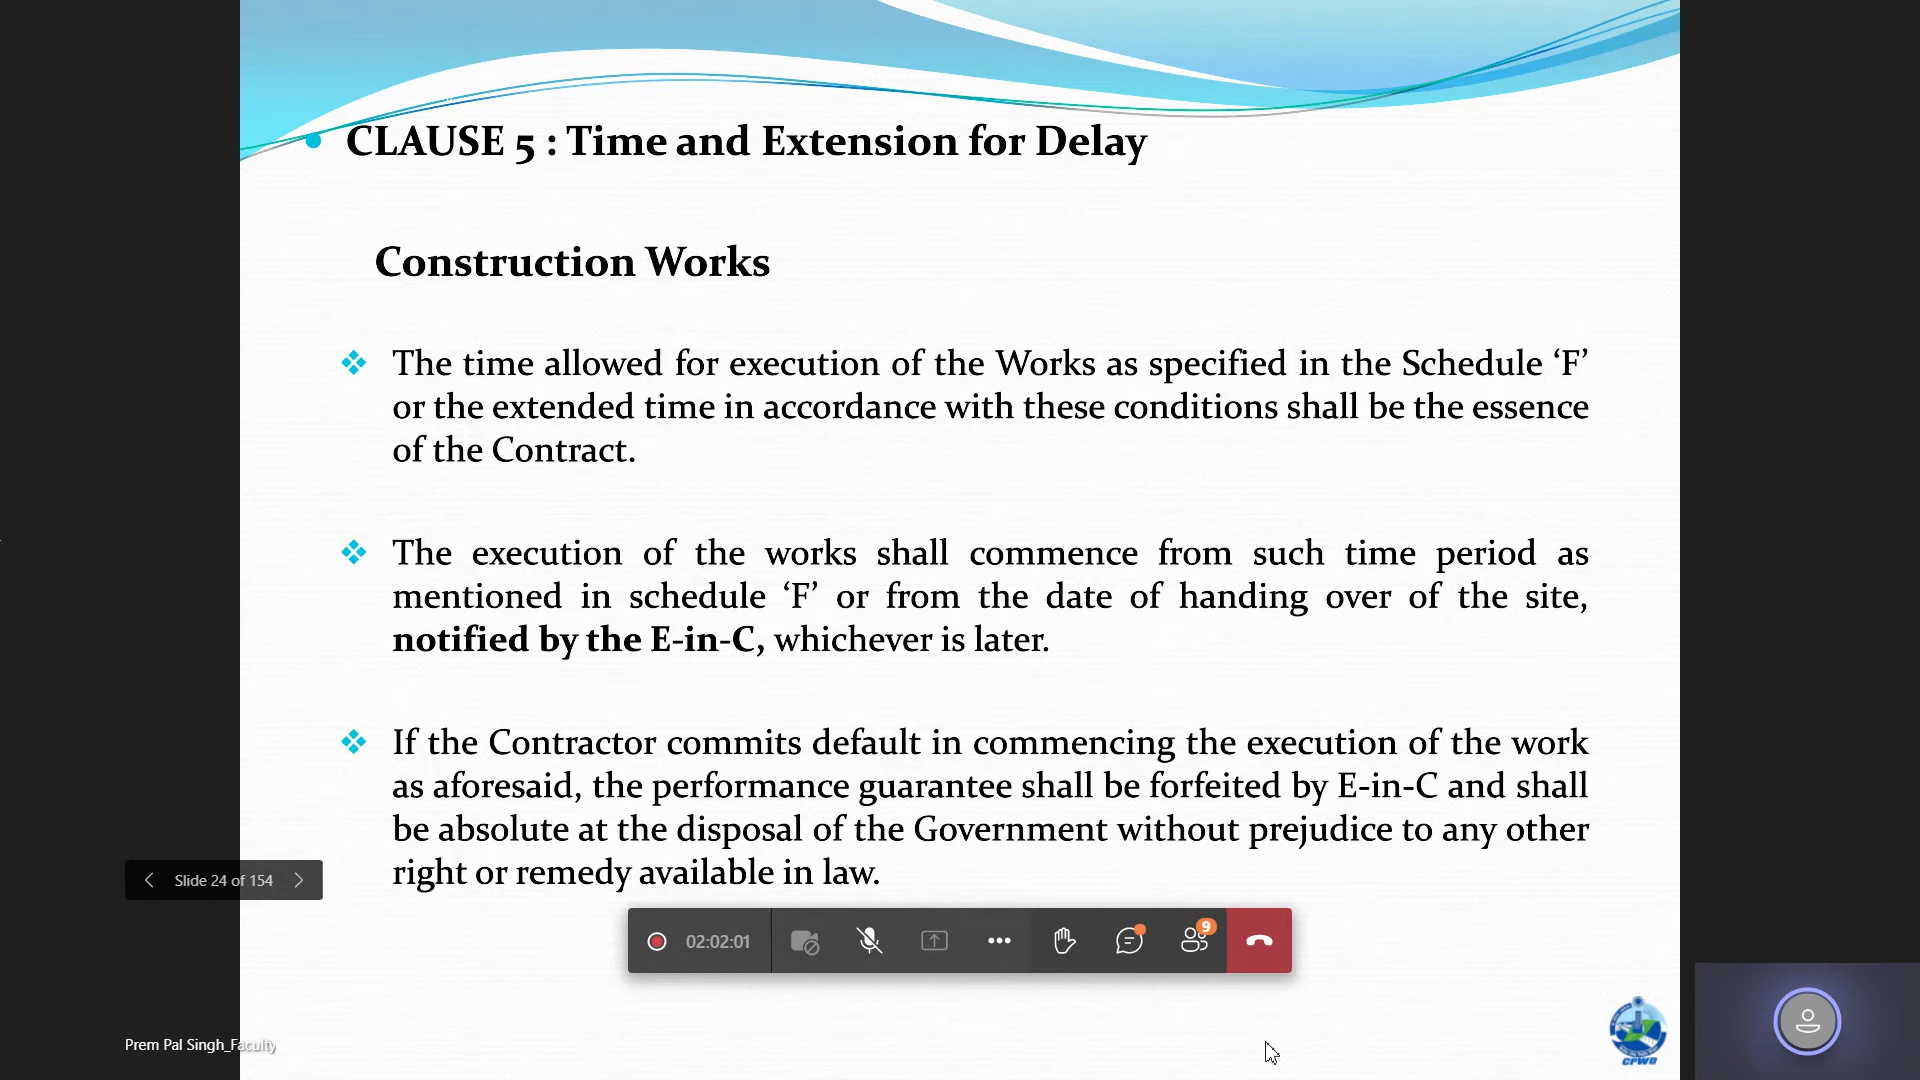 CLAUSE 5 : Time and Extension for Delay
Construction Works
The time allowed for execution of the Works as specified in the Schedule ‘F’
or the extended time in accordance with these conditions shall be the essence
of the Contract.
The execution of the works shall commence from such time period as
mentioned in schedule ‘F’ or from the date of handing over of the site,
notified by the E-in-C, whichever is later.
If the Contractor commits default in commencing the execution of the work
as aforesaid, the performance guarantee shall be forfeited by E-in-C and shall
be absolute at the disposal of the Government without prejudice to any other
right or remedy available in law.
Slide 24 of 154
02:02:01
9
Prem Pal Singh_Faculty
CPWD